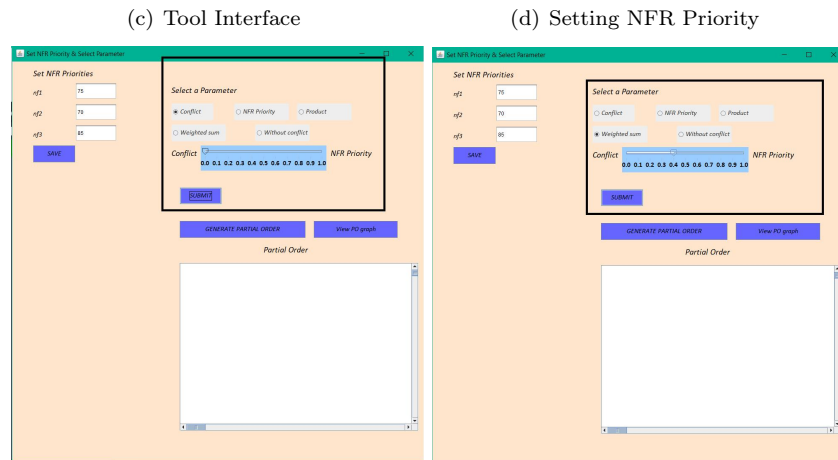 (c) Tool Interface
(d) Setting NFR Priority
Set NFR Priority & Select Parameter
Set NFR Priorities
nf1 75
nf2 70
nf3 85
SAVE
Select a Parameter
Conflict NFR Priority Product
Weighted sum Without conflict
Conflict NFR Priority
0.0 0.1 0.2 0.3 0.4 0.5 0.6 0.7 0.8 0.9 1.0
SUBMIT
GENERATE PARTIAL ORDER View PO graph
Partial Order
Set NFR Priority & Select Parameter
Set NFR Priorities
nf1 75
nf2 70
nf3 85
SAVE
Select a Parameter
Conflict NFR Priority Product
Weighted sum Without conflict
Conflict NFR Priority
0.0 0.1 0.2 0.3 0.4 0.5 0.6 0.7 0.8 0.9 1.0
SUBMIT
GENERATE PARTIAL ORDER View PO graph
Partial Order